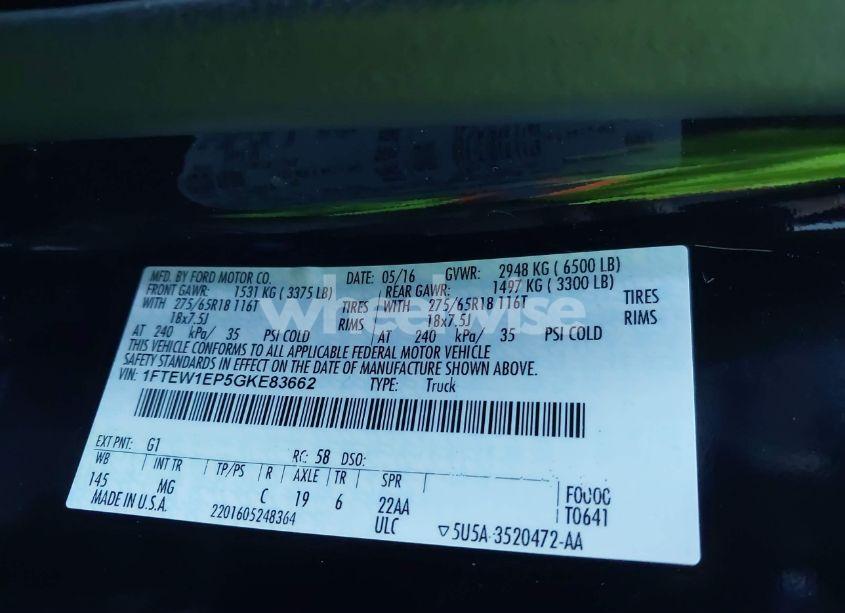 MFD. BY FORD MOTOR CO. DATE: 05/16 GVWR: 2948 KG ( 6500 LB)
FRONT GAWR: 1531 KG ( 3375 LB) REAR GAWR: 1497 KG ( 3300 LB)
WITH 275/65R18 116T TIRES WITH 275/65R18 116T TIRES
18x7.5J RIMS 18x7.5J RIMS
AT 240 kPa/ 35 PSI COLD AT 240 kPa/ 35 PSI COLD
THIS VEHICLE CONFORMS TO ALL APPLICABLE FEDERAL MOTOR VEHICLE
SAFETY STANDARDS IN EFFECT ON THE DATE OF MANUFACTURE SHOWN ABOVE.
VIN: 1FTEW1EP5GKE83662 TYPE: Truck
EXT PNT: G1 RC: 58 DSO:
WB INT TR TP/PS R AXLE TR SPR
145 MG C 19 6 22AA F000C
MADE IN U.S.A. 2201605248364 ULC T0641
▽5U5A-3520472-AA
wheelwise